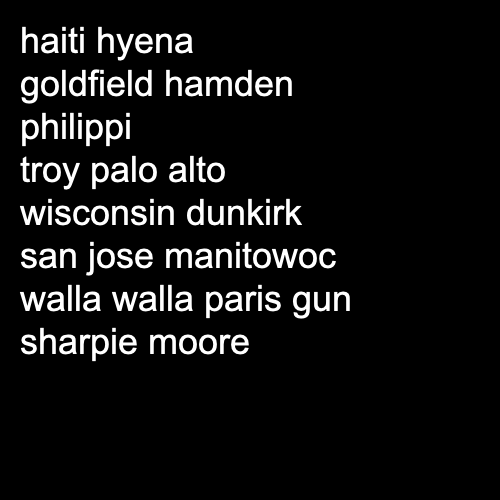 haiti hyena
goldfield hamden
philippi
troy palo alto
wisconsin dunkirk
san jose manitowoc
walla walla paris gun
sharpie moore